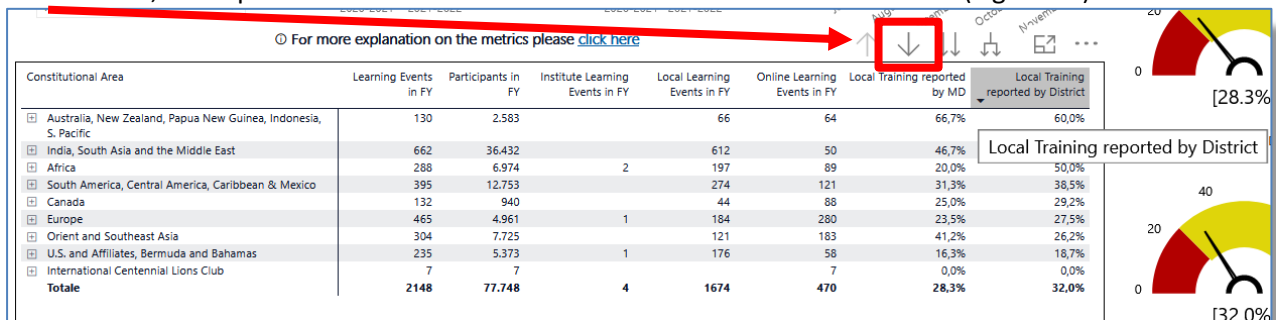 20
ⓘ For more explanation on the metrics please click here
Constitutional Area Learning Events in FY Participants in FY Institute Learning Events in FY Local Learning Events in FY Online Learning Events in FY Local Training reported by MD Local Training reported by District
Australia, New Zealand, Papua New Guinea, Indonesia, S. Pacific 130 2.583 66 64 66,7% 60,0%
India, South Asia and the Middle East 662 36.432 612 50 46,7%
Local Training reported by District
Africa 288 6.974 2 197 89 20,0% 50,0%
South America, Central America, Caribbean & Mexico 395 12.753 274 121 31,3% 38,5%
Canada 132 940 44 88 25,0% 29,2%
Europe 465 4.961 1 184 280 23,5% 27,5%
Orient and Southeast Asia 304 7.725 121 183 41,2% 26,2%
U.S. and Affiliates, Bermuda and Bahamas 235 5.373 1 176 58 16,3% 18,7%
International Centennial Lions Club 7 7 7 0,0% 0,0%
Totale 2148 77.748 4 1674 470 28,3% 32,0%
0
[28.3%
40
20
0
[32.0%